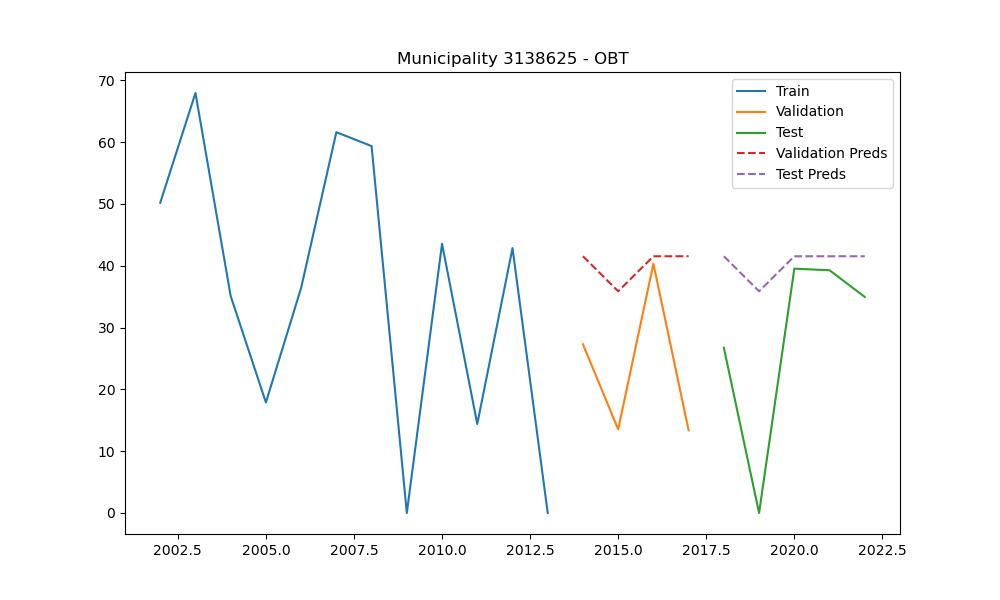 Municipality 3138625 - OBT
Train
Validation
Test
Validation Preds
Test Preds
70
60
50
40
30
20
10
0
2002.5 2005.0 2007.5 2010.0 2012.5 2015.0 2017.5 2020.0 2022.5